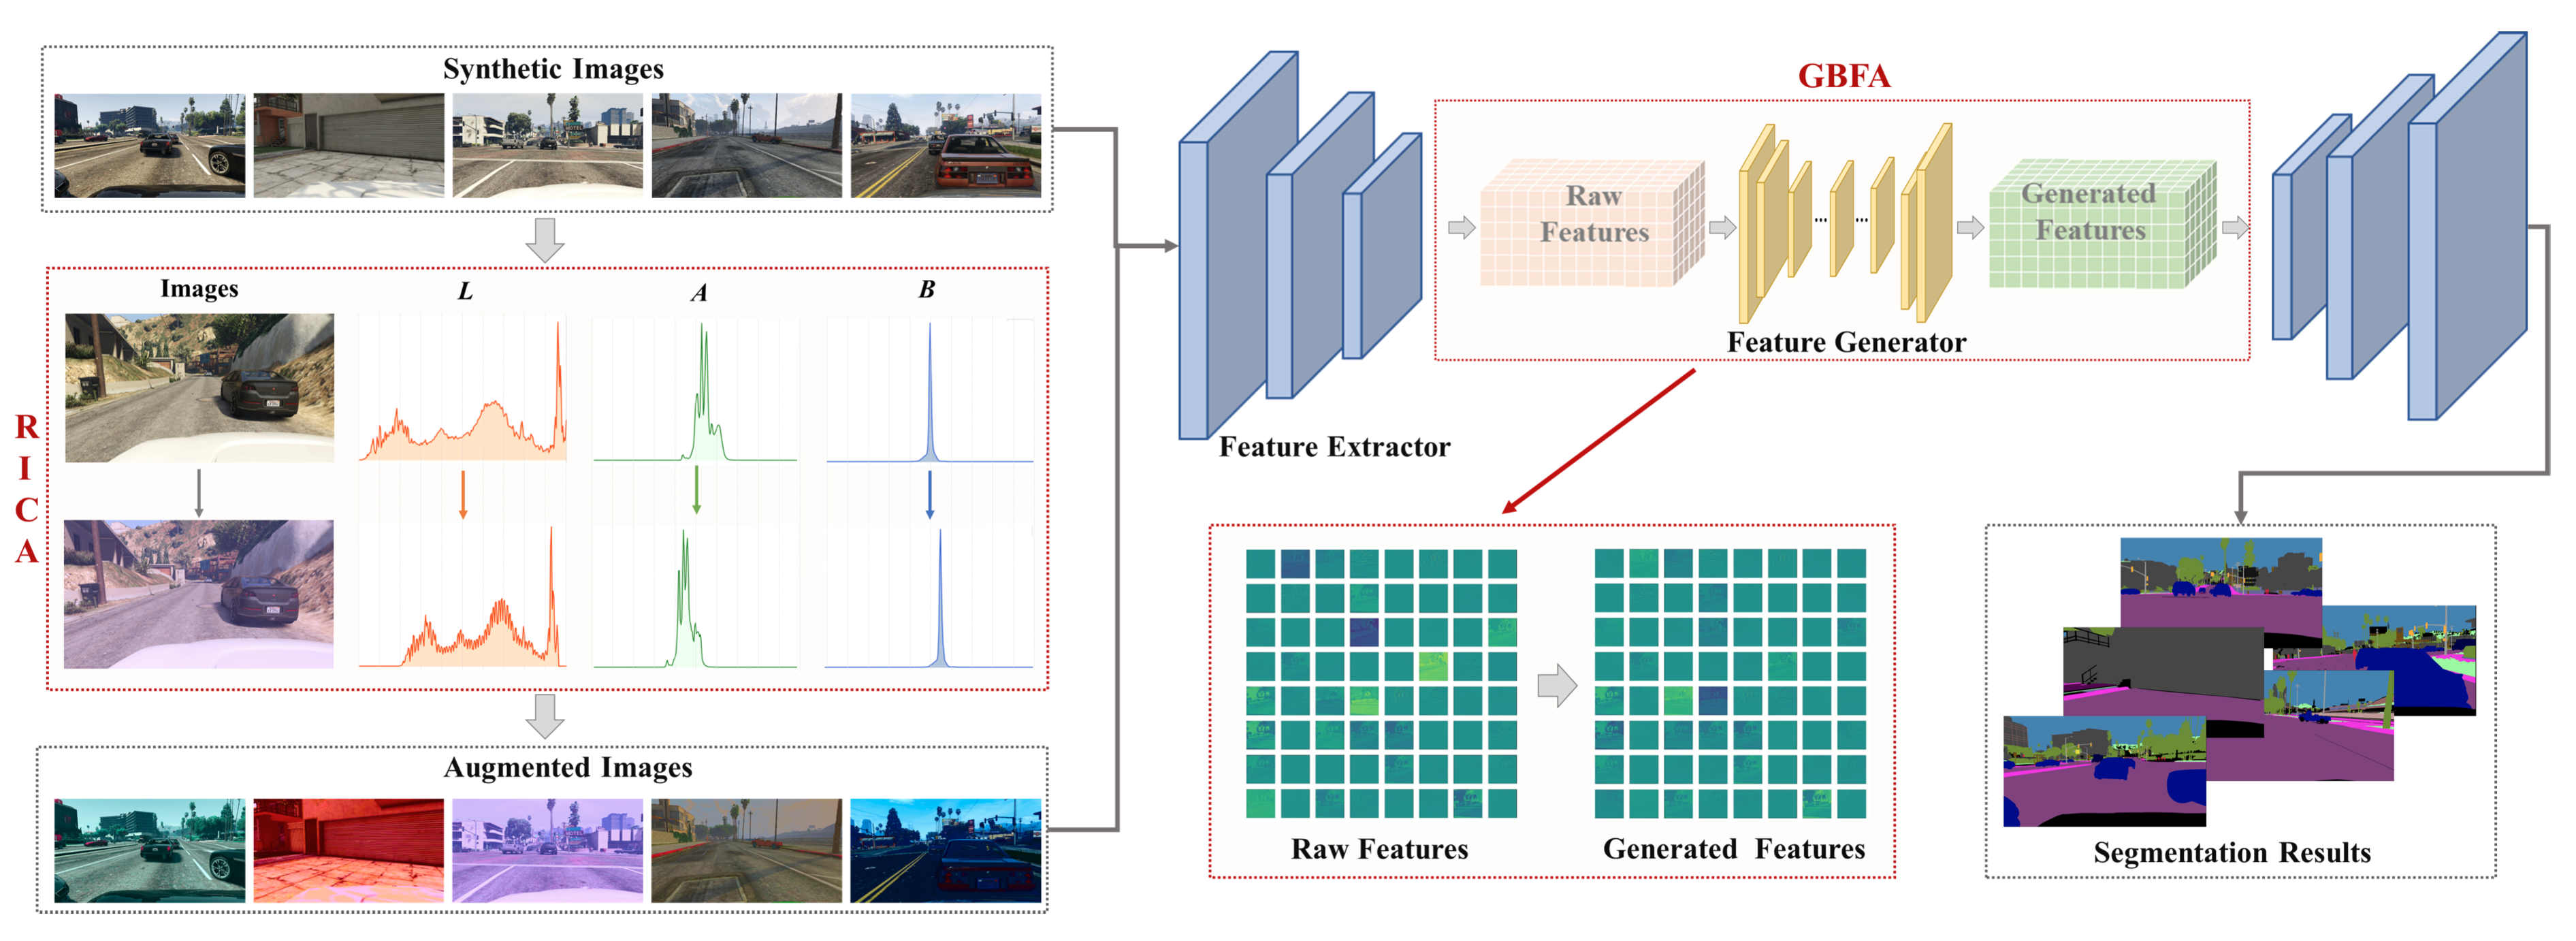 Synthetic Images
R
I
C
A
Images
L
A
B
Augmented Images
Feature Extractor
GBFA
Raw
Features
Generated
Features
Feature Generator
Raw Features
Generated Features
Segmentation Results